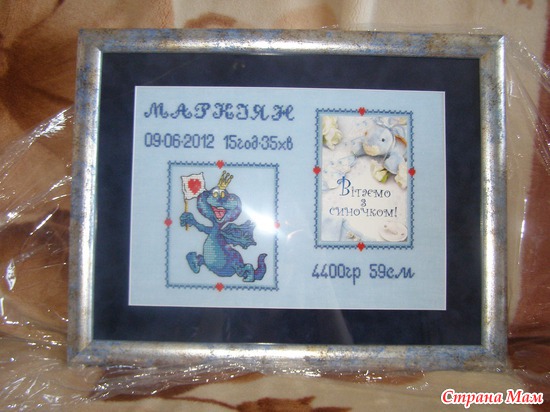 МАРКІЯН
09·06·2012 15год·35хв
Вітаємо
з
синочком!
4400гр 59см
Страна Мам